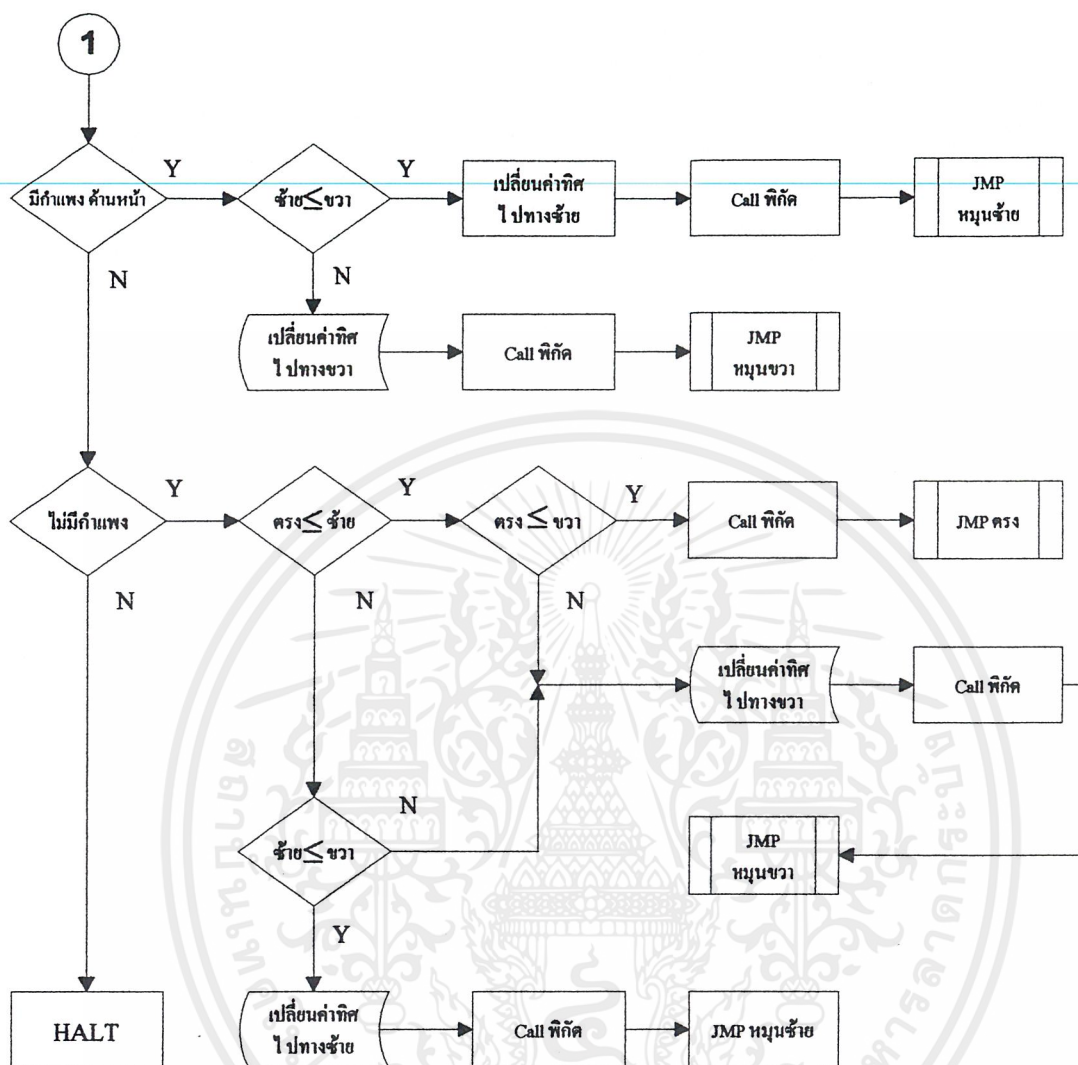 1
มีกำแพง ด้านหน้า
Y
ซ้าย ≤ ขวา
Y
เปลี่ยนค่าทิศ
ไปทางซ้าย
Call พิกัด
JMP
หมุนซ้าย
N
N
เปลี่ยนค่าทิศ
ไปทางขวา
Call พิกัด
JMP
หมุนขวา
ไม่มีกำแพง
Y
ตรง ≤ ซ้าย
Y
ตรง ≤ ขวา
Y
Call พิกัด
JMP ตรง
N
N
N
เปลี่ยนค่าทิศ
ไปทางขวา
Call พิกัด
ซ้าย ≤ ขวา
N
JMP
หมุนขวา
Y
HALT
เปลี่ยนค่าทิศ
ไปทางซ้าย
Call พิกัด
JMP หมุนซ้าย